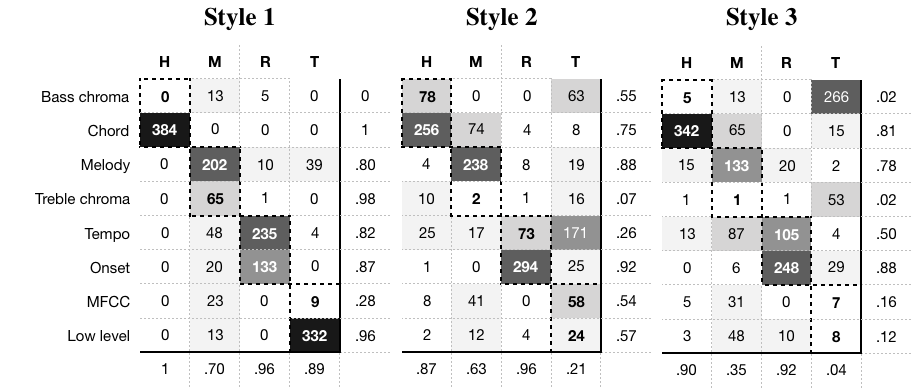 Style 1 Style 2 Style 3
H M R T H M R T H M R T
Bass chroma 0 13 5 0 0 78 0 0 63 .55 5 13 0 266 .02
Chord 384 0 0 0 1 256 74 4 8 .75 342 65 0 15 .81
Melody 0 202 10 39 .80 4 238 8 19 .88 15 133 20 2 .78
Treble chroma 0 65 1 0 .98 10 2 1 16 .07 1 1 1 53 .02
Tempo 0 48 235 4 .82 25 17 73 171 .26 13 87 105 4 .50
Onset 0 20 133 0 .87 1 0 294 25 .92 0 6 248 29 .88
MFCC 0 23 0 9 .28 8 41 0 58 .54 5 31 0 7 .16
Low level 0 13 0 332 .96 2 12 4 24 .57 3 48 10 8 .12
1 .70 .96 .89 .87 .63 .96 .21 .90 .35 .92 .04